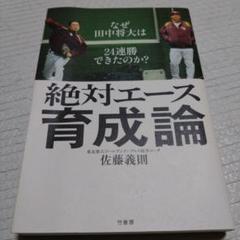 なぜ
田中将大は
24連勝
できたのか?
絶対エース
育成論
東北楽天ゴールデンイーグルス投手コーチ
佐藤義則
竹書房